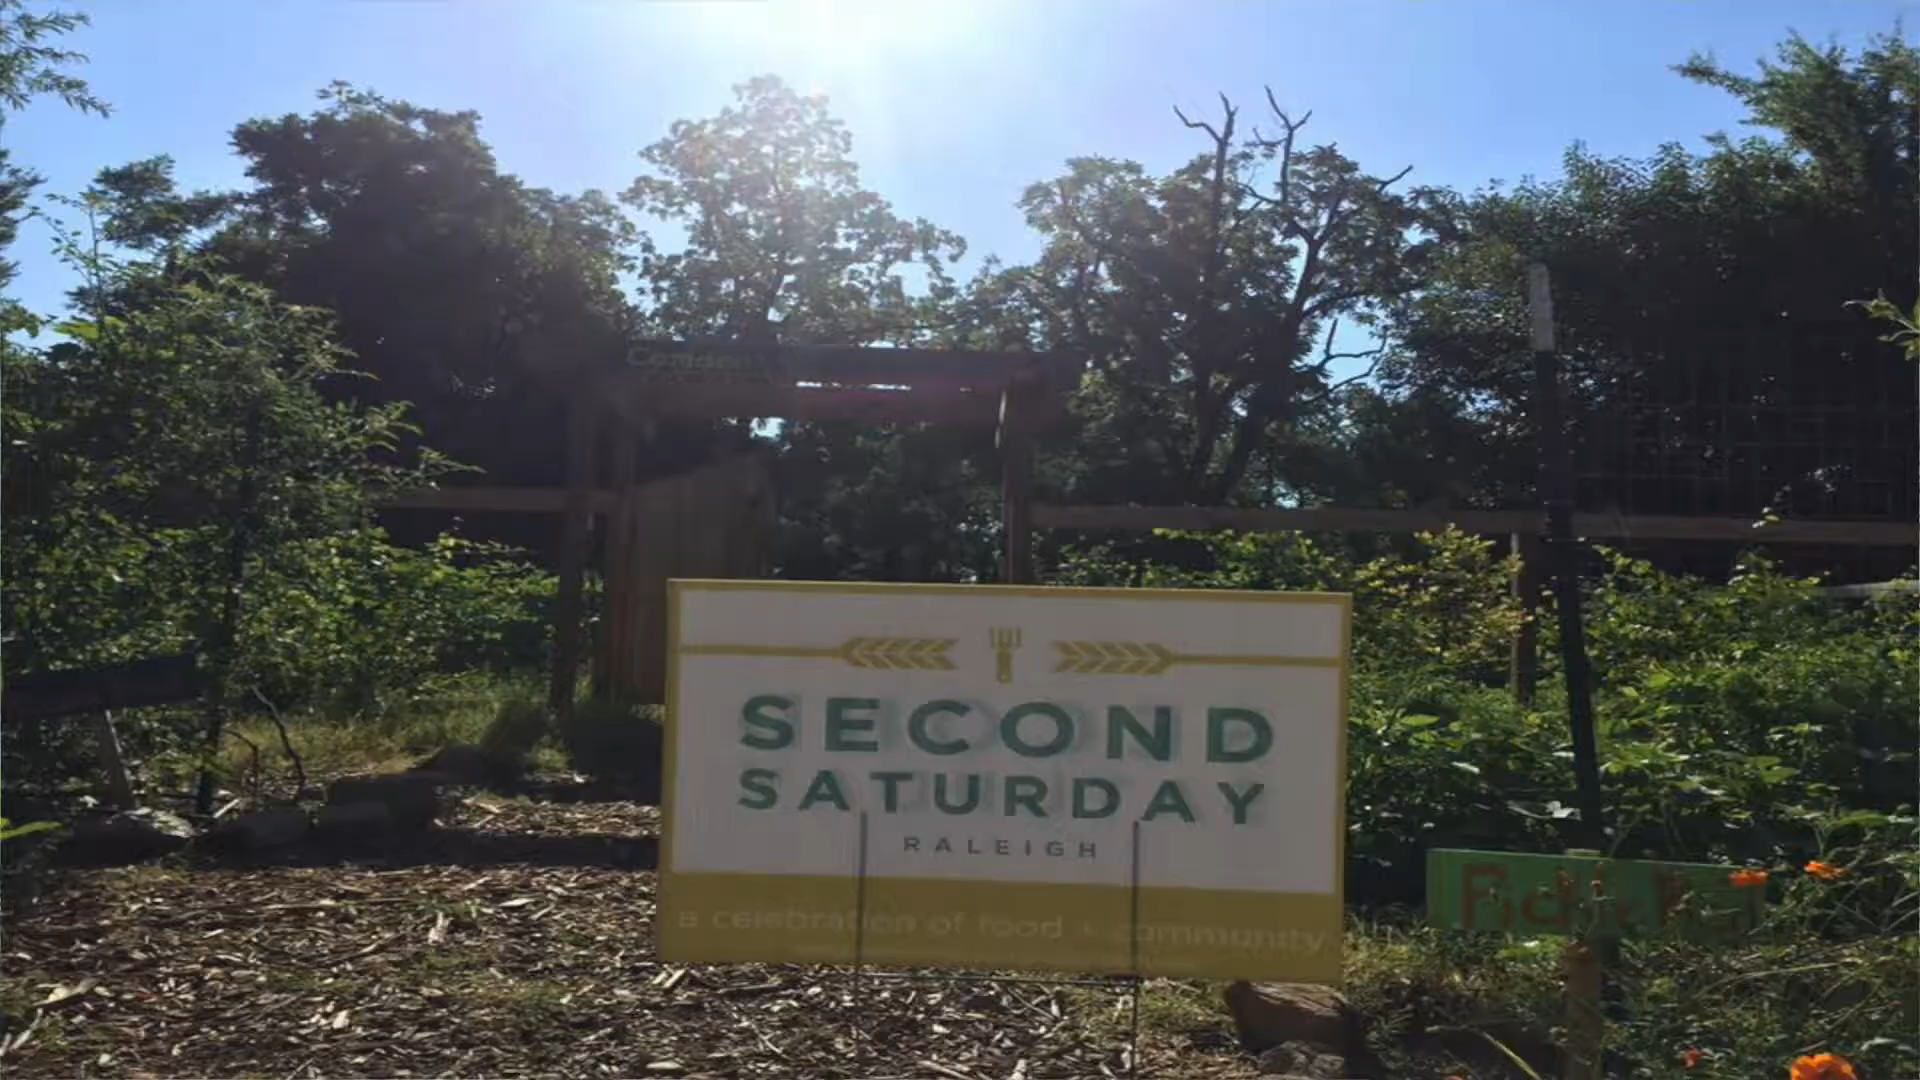 SECOND
SATURDAY
RALEIGH
a celebration of food + community